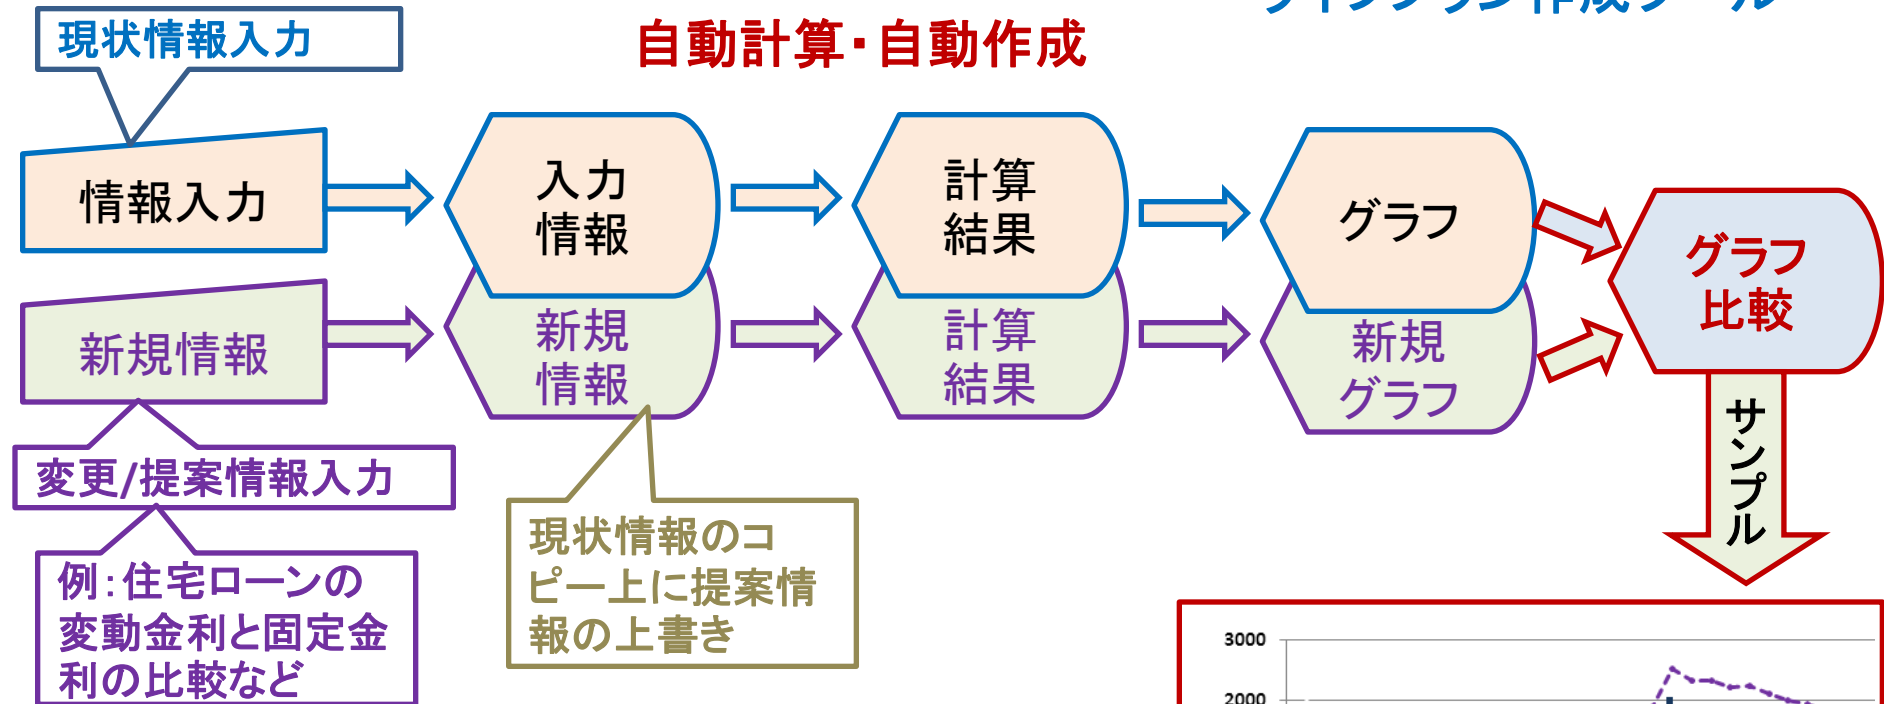 現状情報入力
自動計算・自動作成
情報入力
入力
情報
計算
結果
グラフ
グラフ
比較
新規情報
新規
情報
計算
結果
新規
グラフ
サンプル
変更/提案情報入力
現状情報のコ
ピー上に提案情
報の上書き
例：住宅ローンの
変動金利と固定金
利の比較など
3000
2000